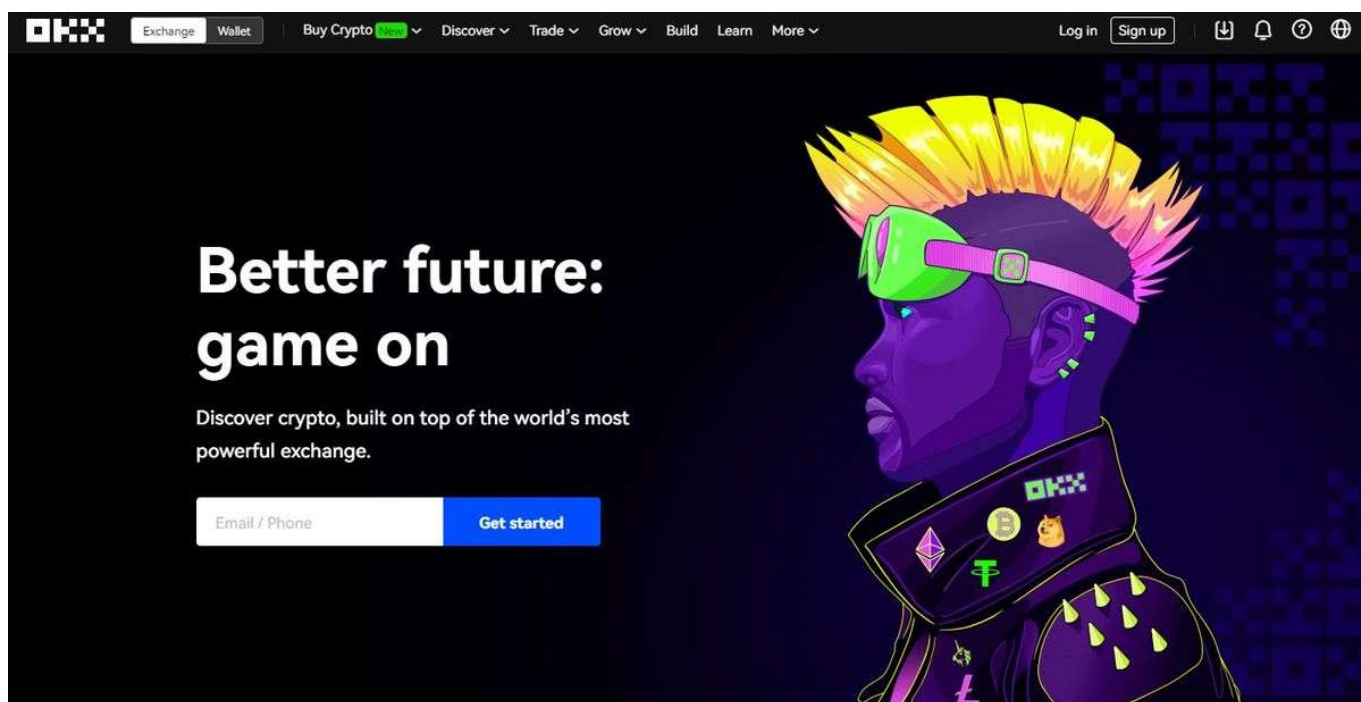 OKX
Exchange Wallet Buy Crypto New Discover Trade Grow Build Learn More Log in Sign up
Better future:
game on
Discover crypto, built on top of the world’s most
powerful exchange.
Email / Phone Get started
OKX